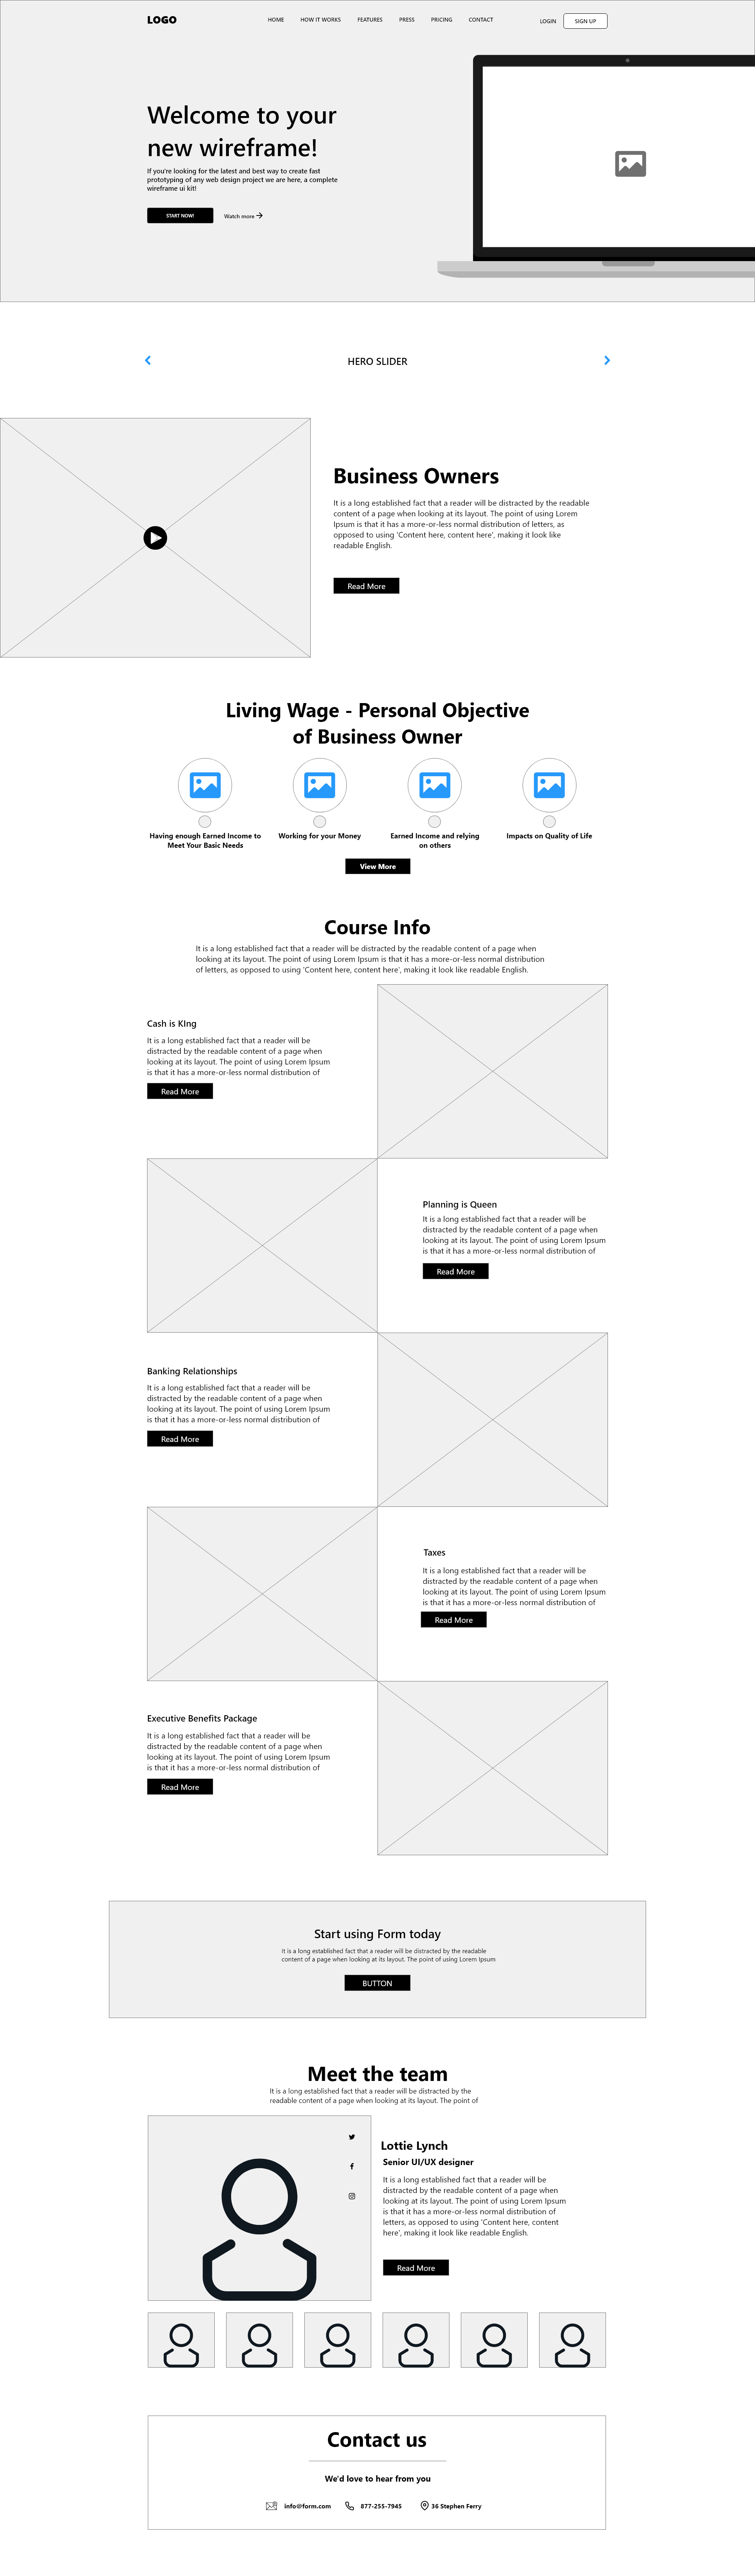 LOGO
HOME HOW IT WORKS FEATURES PRESS PRICING CONTACT
LOGIN SIGN UP
Welcome to your
new wireframe!
If you're looking for the latest and best way to create fast
prototyping of any web design project we are here, a complete
wireframe ui kit!
START NOW!
Watch more
HERO SLIDER
Business Owners
It is a long established fact that a reader will be distracted by the readable
content of a page when looking at its layout. The point of using Lorem
Ipsum is that it has a more-or-less normal distribution of letters, as
opposed to using 'Content here, content here', making it look like
readable English.
Read More
Living Wage - Personal Objective
of Business Owner
Having enough Earned Income to
Meet Your Basic Needs
Working for your Money
Earned Income and relying
on others
Impacts on Quality of Life
View More
Course Info
It is a long established fact that a reader will be distracted by the readable content of a page when
looking at its layout. The point of using Lorem Ipsum is that it has a more-or-less normal distribution
of letters, as opposed to using 'Content here, content here', making it look like readable English.
Cash is KIng
It is a long established fact that a reader will be
distracted by the readable content of a page when
looking at its layout. The point of using Lorem Ipsum
is that it has a more-or-less normal distribution of
Read More
Planning is Queen
It is a long established fact that a reader will be
distracted by the readable content of a page when
looking at its layout. The point of using Lorem Ipsum
is that it has a more-or-less normal distribution of
Read More
Banking Relationships
It is a long established fact that a reader will be
distracted by the readable content of a page when
looking at its layout. The point of using Lorem Ipsum
is that it has a more-or-less normal distribution of
Read More
Taxes
It is a long established fact that a reader will be
distracted by the readable content of a page when
looking at its layout. The point of using Lorem Ipsum
is that it has a more-or-less normal distribution of
Read More
Executive Benefits Package
It is a long established fact that a reader will be
distracted by the readable content of a page when
looking at its layout. The point of using Lorem Ipsum
is that it has a more-or-less normal distribution of
Read More
Start using Form today
It is a long established fact that a reader will be distracted by the readable
content of a page when looking at its layout. The point of using Lorem Ipsum
BUTTON
Meet the team
It is a long established fact that a reader will be distracted by the
readable content of a page when looking at its layout. The point of
Lottie Lynch
Senior UI/UX designer
It is a long established fact that a reader will be
distracted by the readable content of a page when
looking at its layout. The point of using Lorem Ipsum
is that it has a more-or-less normal distribution of
letters, as opposed to using 'Content here, content
here', making it look like readable English.
Read More
Contact us
We'd love to hear from you
info@form.com 877-255-7945 36 Stephen Ferry